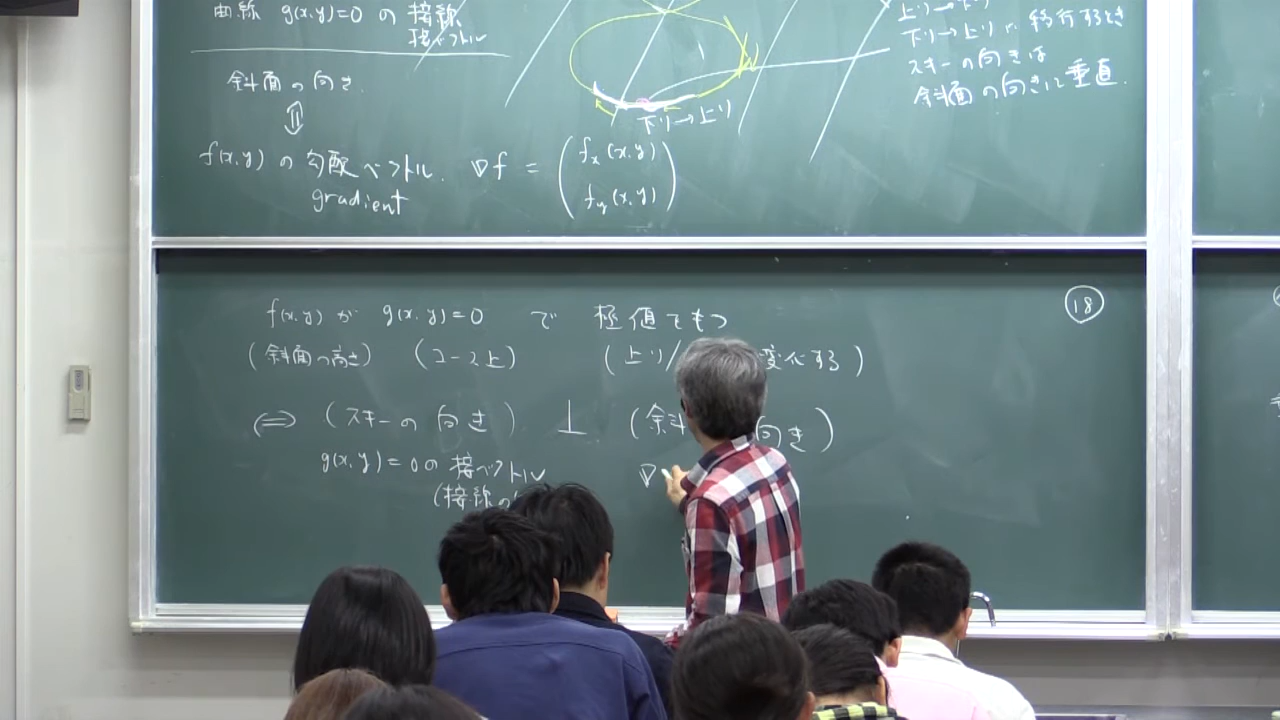 曲線 g(x,y)=0 の 接線
接ベクトル
斜面の向き
⇕
f(x,y) の 勾配ベクトル. ∇f = ( fx(x,y) fy(x,y) )
gradient
下り→上り
下り→上りに移行するとき
スキーの向きは
斜面の向きに垂直.
18
f(x,y) が g(x,y)=0 で 極値をもつ
(斜面の高さ) (コース上) (上り/ 変化する)
⇔ (スキーの向き) ⊥ (斜 向き)
g(x,y)=0の 接ベクトル ∇
(接線の